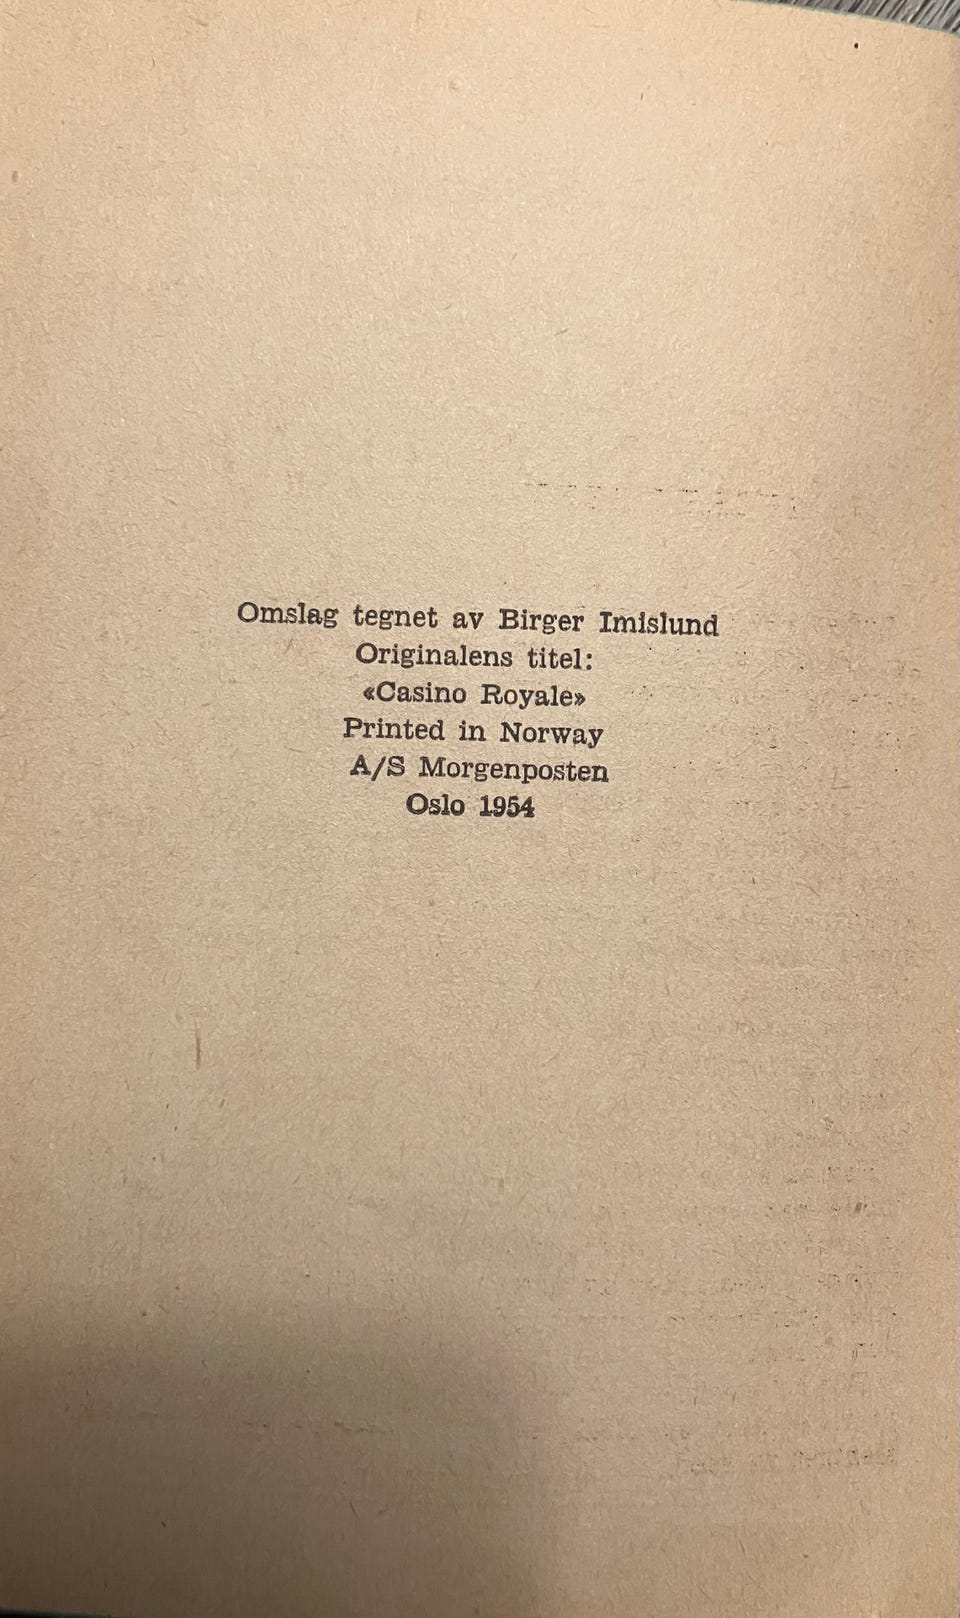 Omslag tegnet av Birger Imislund
Originalens titel:
«Casino Royale»
Printed in Norway
A/S Morgenposten
Oslo 1954